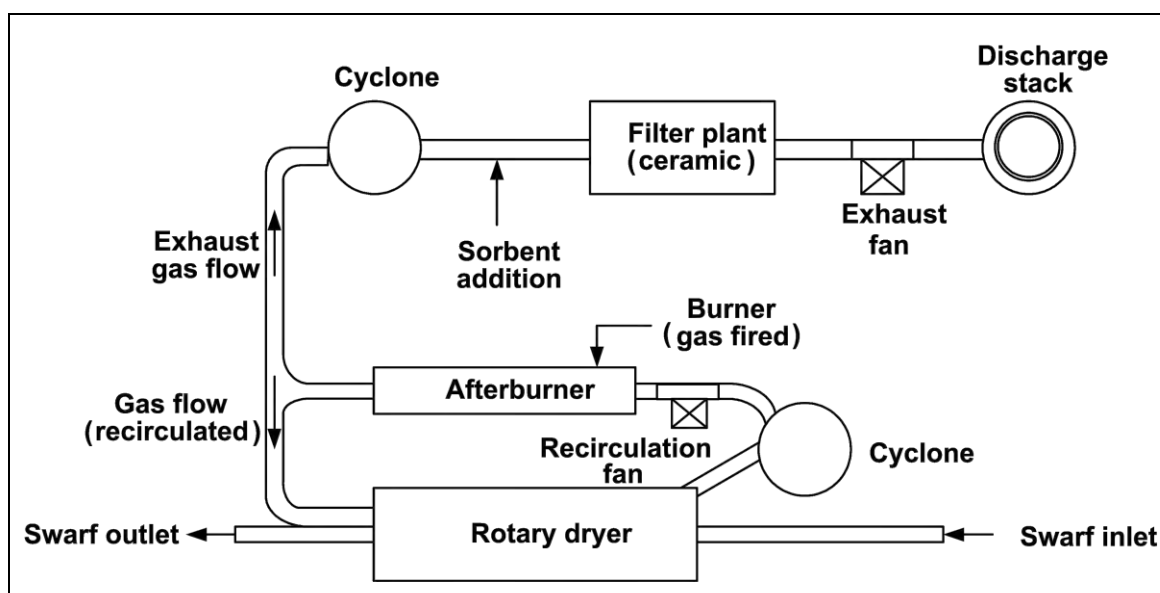 Cyclone
Filter plant
(ceramic)
Discharge
stack
Exhaust
gas flow
Sorbent
addition
Exhaust
fan
Burner
(gas fired)
Afterburner
Gas flow
(recirculated)
Recirculation
fan
Cyclone
Swarf outlet
Rotary dryer
Swarf inlet